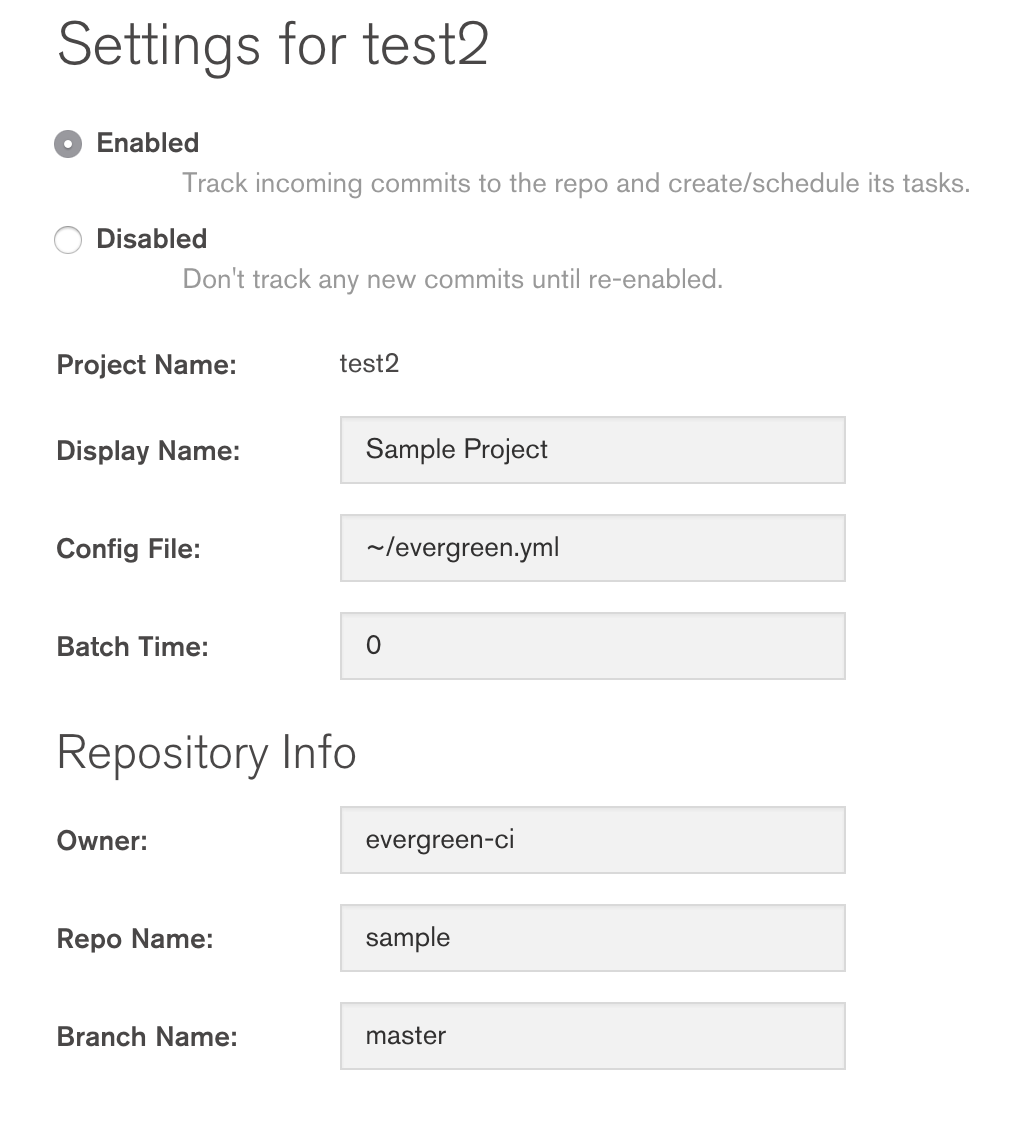 Settings for test2
Enabled
Track incoming commits to the repo and create/schedule its tasks.
Disabled
Don't track any new commits until re-enabled.
Project Name: test2
Display Name: Sample Project
Config File: ~/evergreen.yml
Batch Time: 0
Repository Info
Owner: evergreen-ci
Repo Name: sample
Branch Name: master